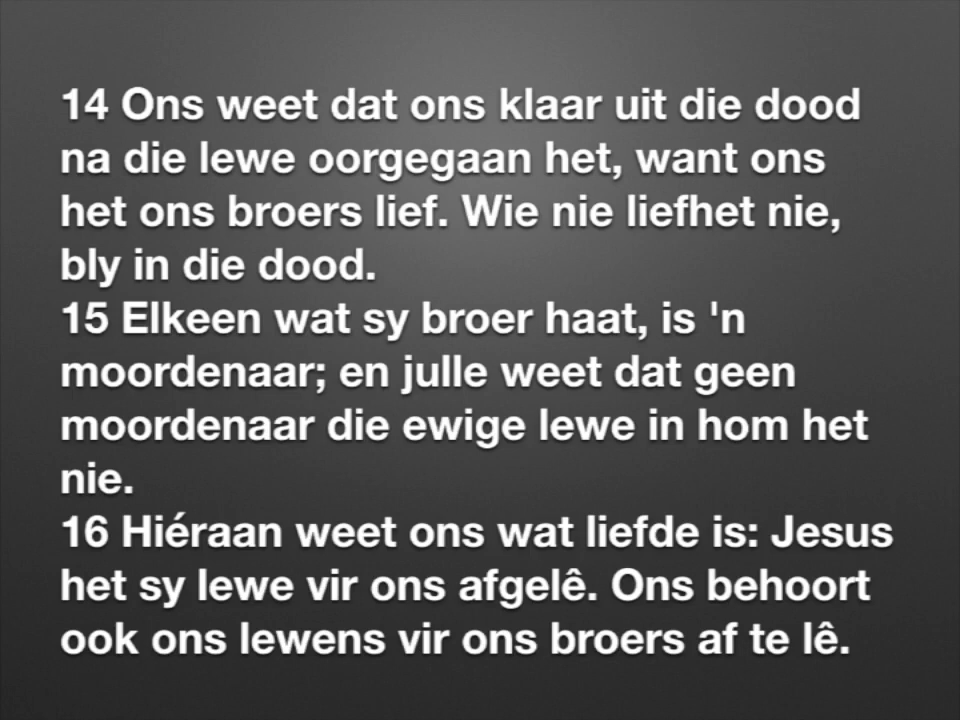 14 Ons weet dat ons klaar uit die dood
na die lewe oorgegaan het, want ons
het ons broers lief. Wie nie liefhet nie,
bly in die dood.
15 Elkeen wat sy broer haat, is 'n
moordenaar; en julle weet dat geen
moordenaar die ewige lewe in hom het
nie.
16 Hiéraan weet ons wat liefde is: Jesus
het sy lewe vir ons afgelê. Ons behoort
ook ons lewens vir ons broers af te lê.